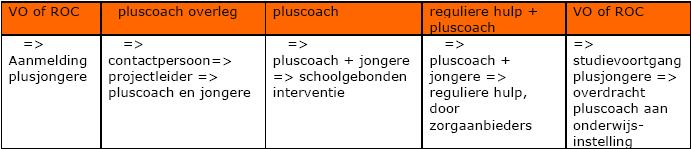 VO of ROC
=>
Aanmelding
plusjongere
pluscoach overleg
=>
contactpersoon=>
projectleider =>
pluscoach en jongere
pluscoach
=>
pluscoach + jongere
=> schoolgebonden
interventie
reguliere hulp +
pluscoach
=>
pluscoach +
jongere =>
reguliere hulp,
door
zorgaanbieders
VO of ROC
=>
studievoortgang
plusjongere =>
overdracht
pluscoach aan
onderwijs-
instelling